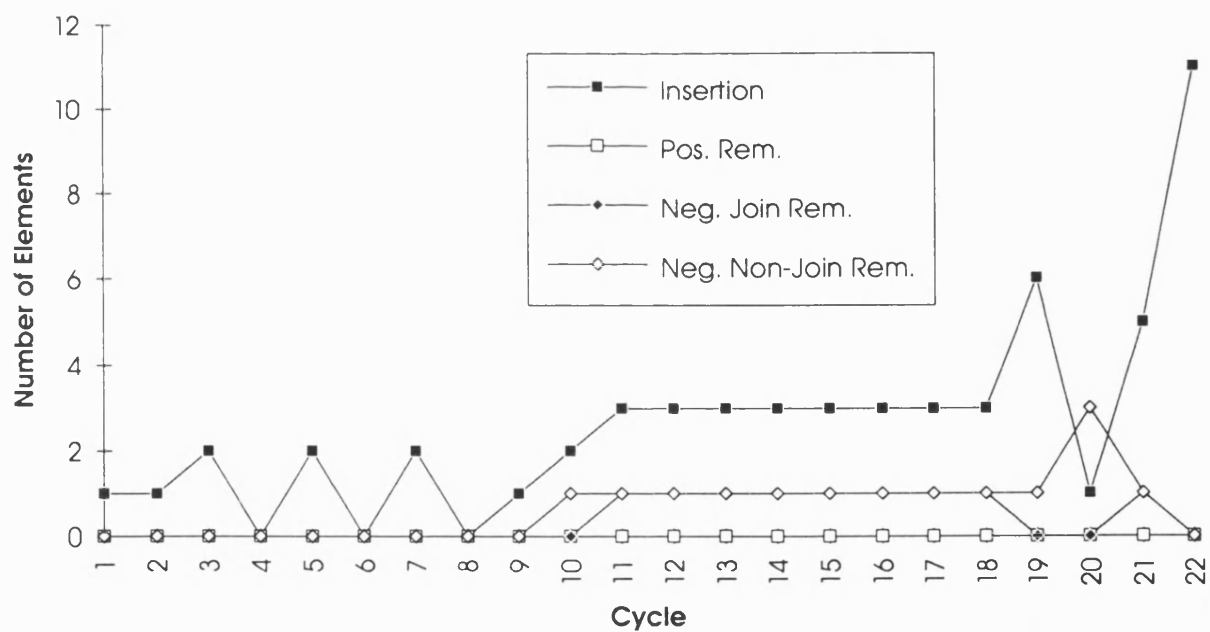 12
10
8
6
4
2
0
Number of Elements
Insertion
Pos. Rem.
Neg. Join Rem.
Neg. Non-Join Rem.
1 2 3 4 5 6 7 8 9 10 11 12 13 14 15 16 17 18 19 20 21 22
Cycle